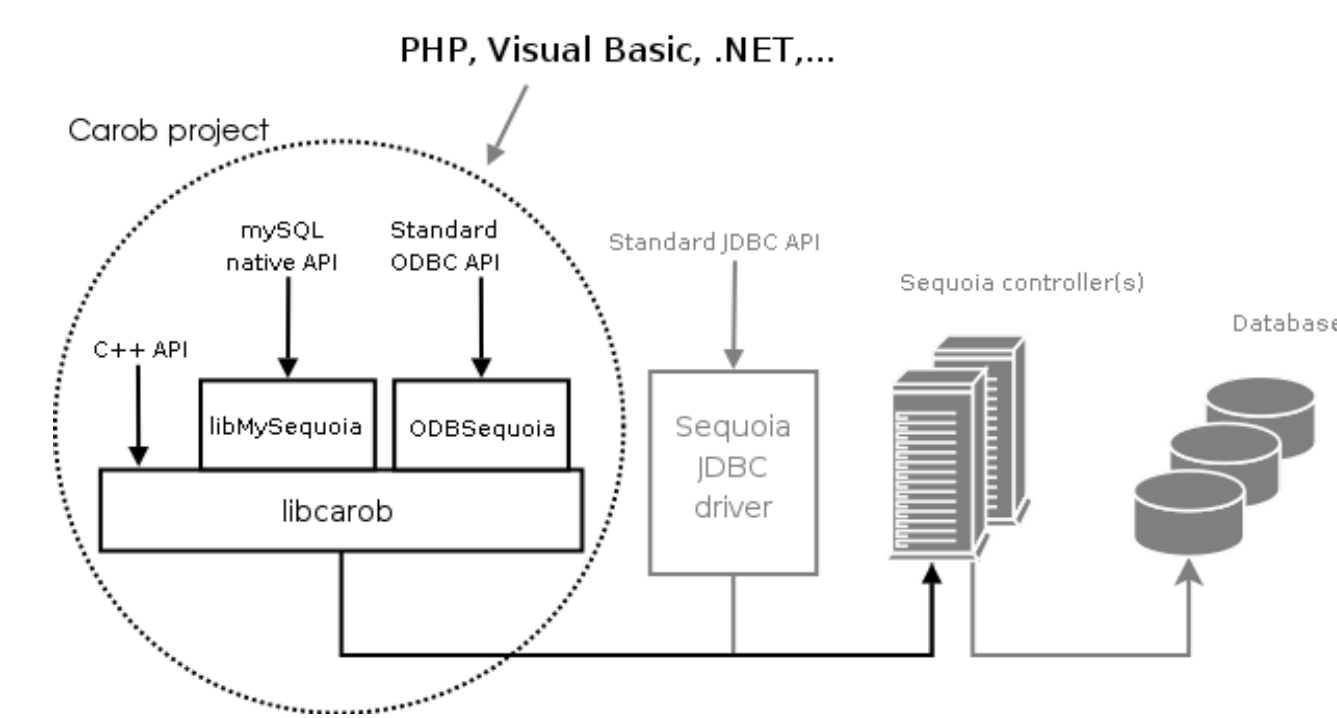 PHP, Visual Basic, .NET,...
Carob project
mySQL
native API
Standard
ODBC API
Standard JDBC API
Sequoia controller(s)
Database
C++ API
libMySequoia
ODBSequoia
Sequoia
JDBC
driver
libcarob